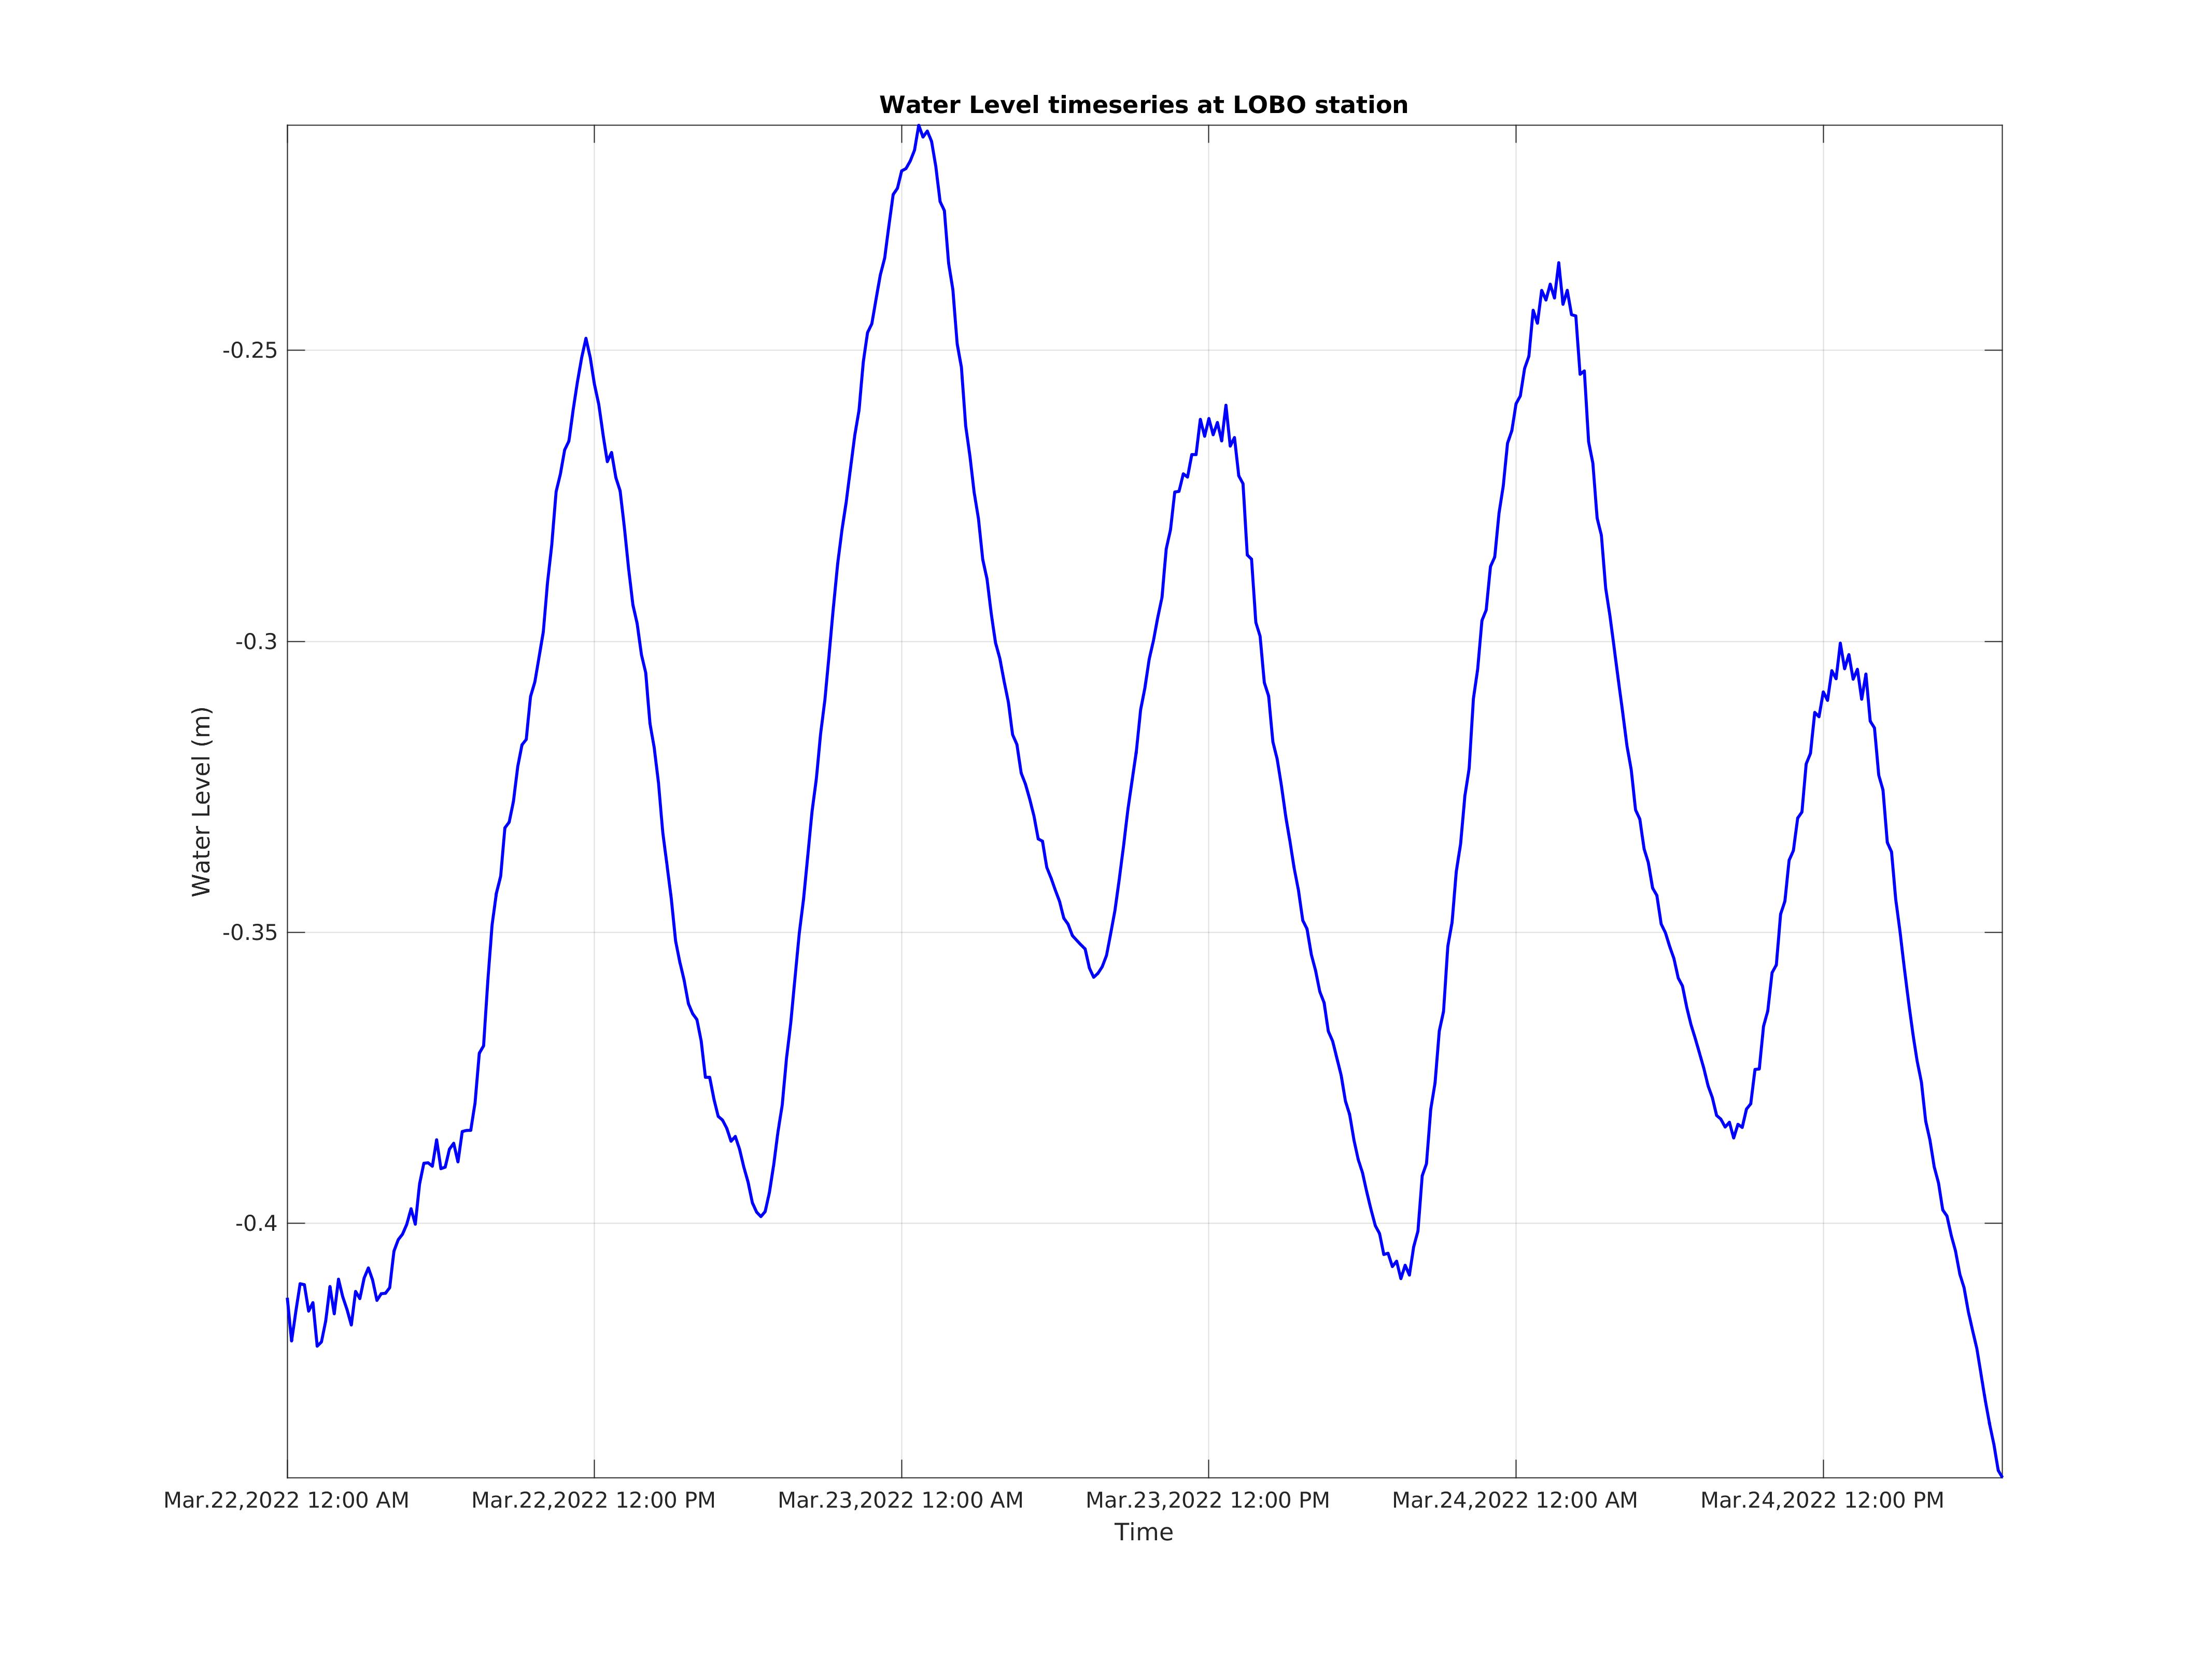 Water Level timeseries at LOBO station
-0.25
-0.3
-0.35
-0.4
Water Level (m)
Mar.22,2022 12:00 AM Mar.22,2022 12:00 PM Mar.23,2022 12:00 AM Mar.23,2022 12:00 PM Mar.24,2022 12:00 AM Mar.24,2022 12:00 PM
Time